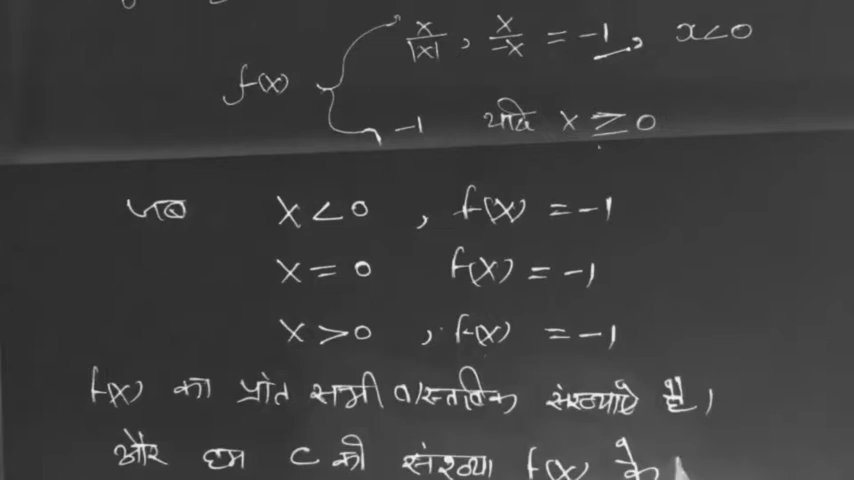 x/|x| , x/-x = -1, x<0
f(x)
-1 यदि x ≥ 0
जब x < 0 , f(x) = -1
x = 0 f(x) = -1
x > 0 , f(x) = -1
f(x) का प्रांत सभी वास्तविक संख्याएं है।
और हम c की संख्या f(x) के